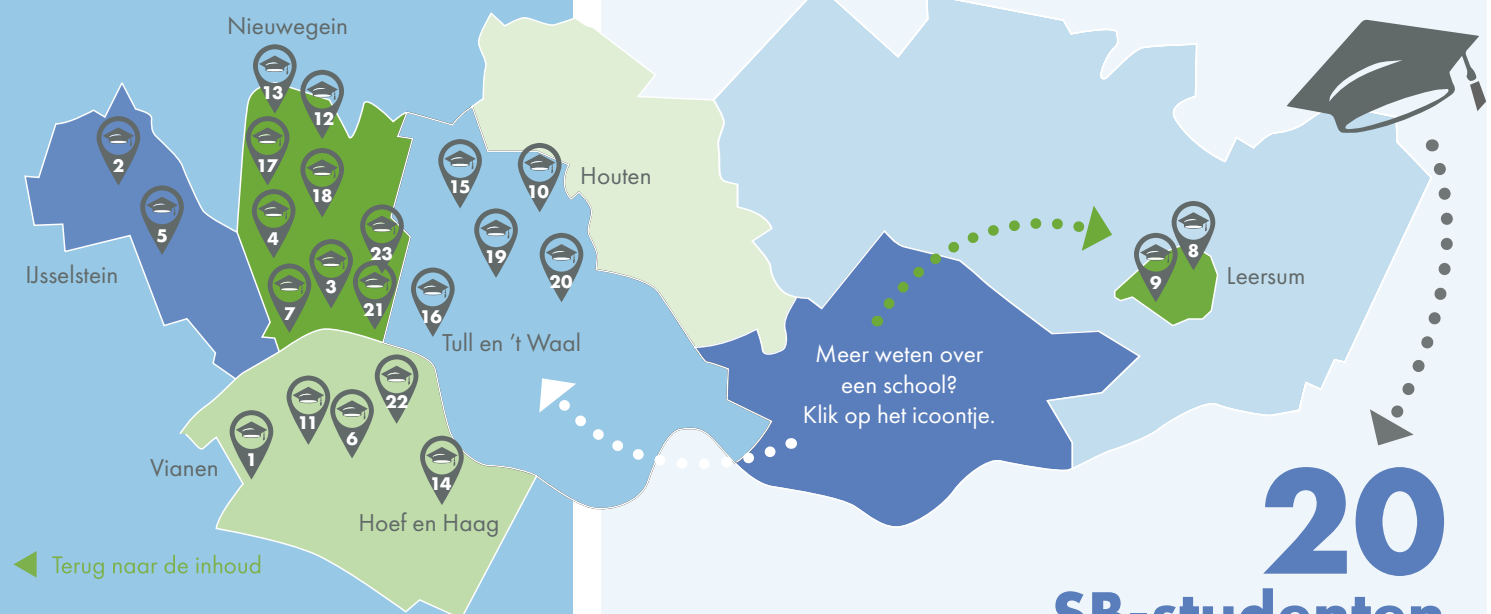 Nieuwegein
13
12
2
17
15
10
Houten
18
5
4
23
19
8
IJsselstein
3
20
9
Leersum
7
21
16
Tull en ’t Waal
Meer weten over
een school?
Klik op het icoontje.
22
11
6
1
Vianen
14
Hoef en Haag
Terug naar de inhoud
20
SB-studenten